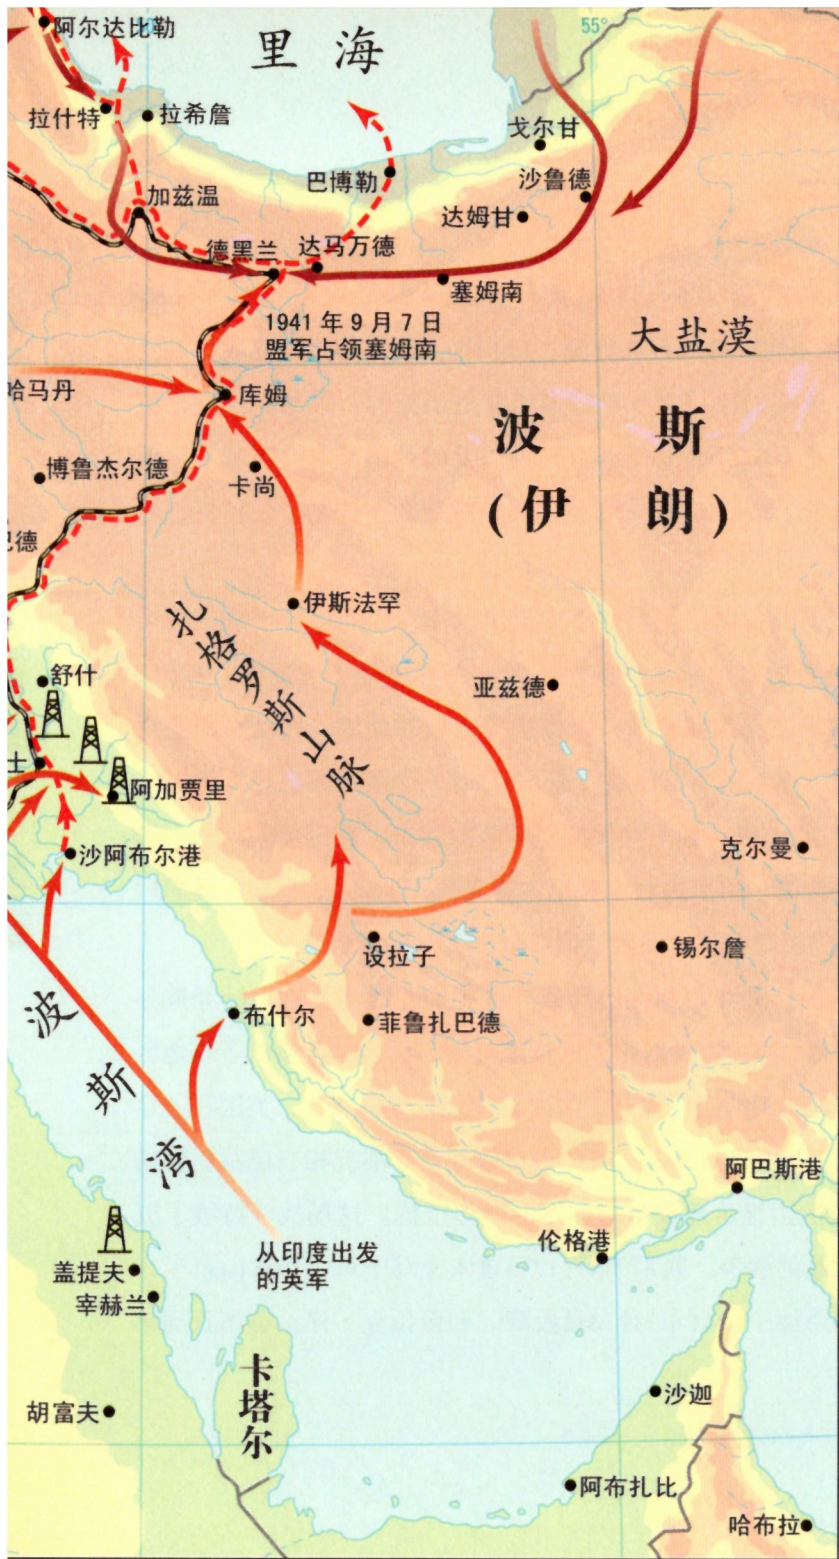 50°
55°
阿尔达比勒
里海
拉什特
拉希詹
戈尔甘
巴博勒
沙鲁德
加兹温
达姆甘
德黑兰
达马万德
塞姆南
1941 年 9 月 7 日
盟军占领塞姆南
大盐漠
哈马丹
库姆
波斯
(伊朗)
博鲁杰尔德
卡尚
巴德
伊斯法罕
扎格罗斯山脉
舒什
亚兹德
士
阿加贾里
沙阿布尔港
克尔曼
设拉子
锡尔詹
布什尔
菲鲁扎巴德
波斯湾
阿巴斯港
伦格港
从印度出发
的英军
盖提夫
宰赫兰
卡塔尔
沙迦
胡富夫
阿布扎比
哈布拉